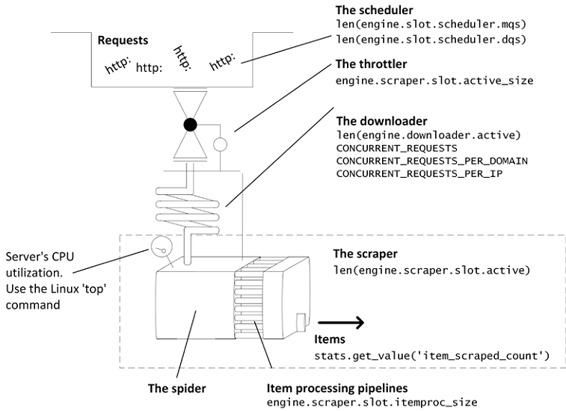 Requests
http:
http:
http:
http:
The scheduler
len(engine.slot.scheduler.mqs)
len(engine.slot.scheduler.dqs)
The throttler
engine.scraper.slot.active_size
The downloader
len(engine.downloader.active)
CONCURRENT_REQUESTS
CONCURRENT_REQUESTS_PER_DOMAIN
CONCURRENT_REQUESTS_PER_IP
Server's CPU
utilization.
Use the Linux 'top'
command
The scraper
len(engine.scraper.slot.active)
Items
stats.get_value('item_scraped_count')
The spider
Item processing pipelines
engine.scraper.slot.itemproc_size